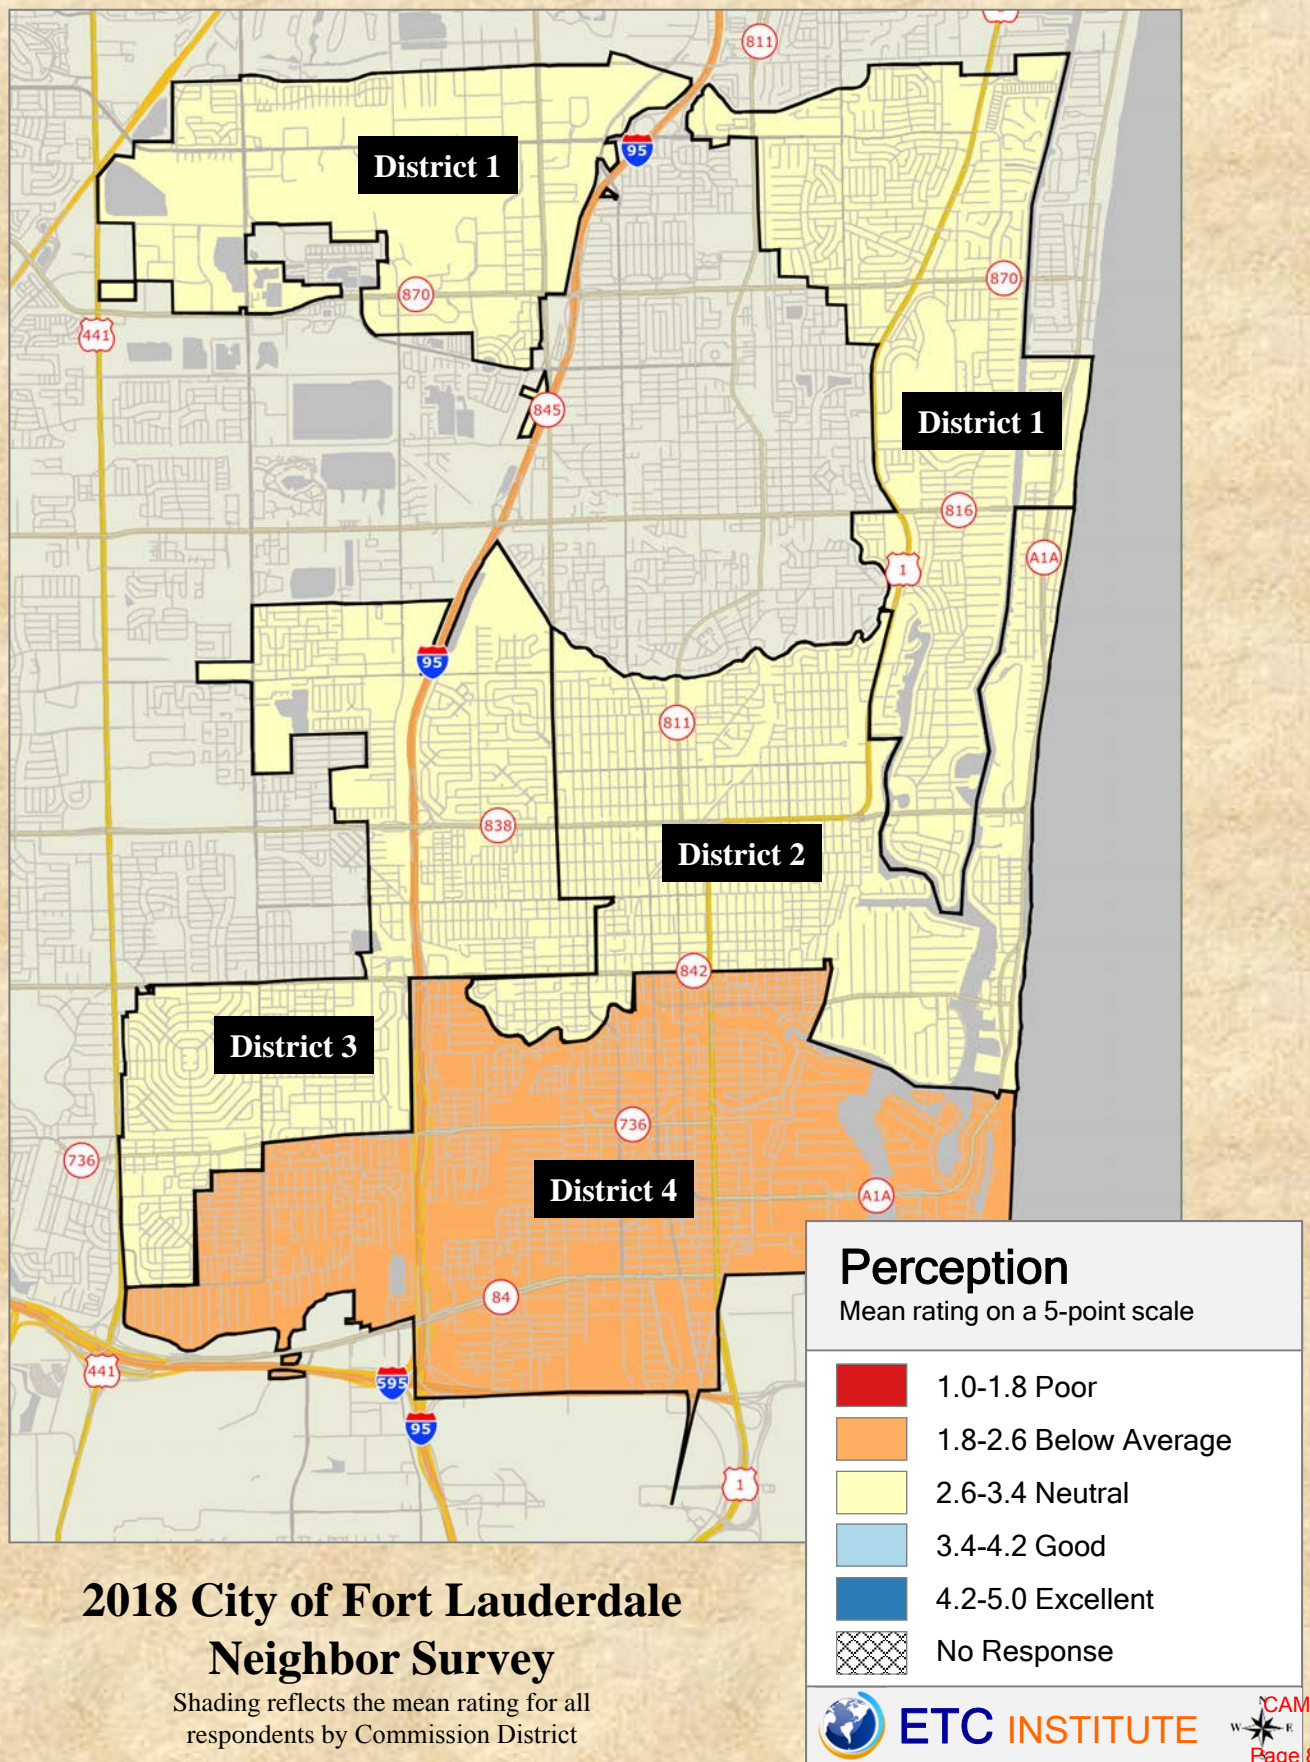 811
District 1
95
870
870
441
District 1
845
816
A1A
1
95
811
838
District 2
842
District 3
736
736
District 4
A1A
84
441
595
95
1
Perception
Mean rating on a 5-point scale
1.0-1.8 Poor
1.8-2.6 Below Average
2.6-3.4 Neutral
3.4-4.2 Good
4.2-5.0 Excellent
No Response
2018 City of Fort Lauderdale
Neighbor Survey
Shading reflects the mean rating for all
respondents by Commission District
ETC INSTITUTE
W E
CAM
Page